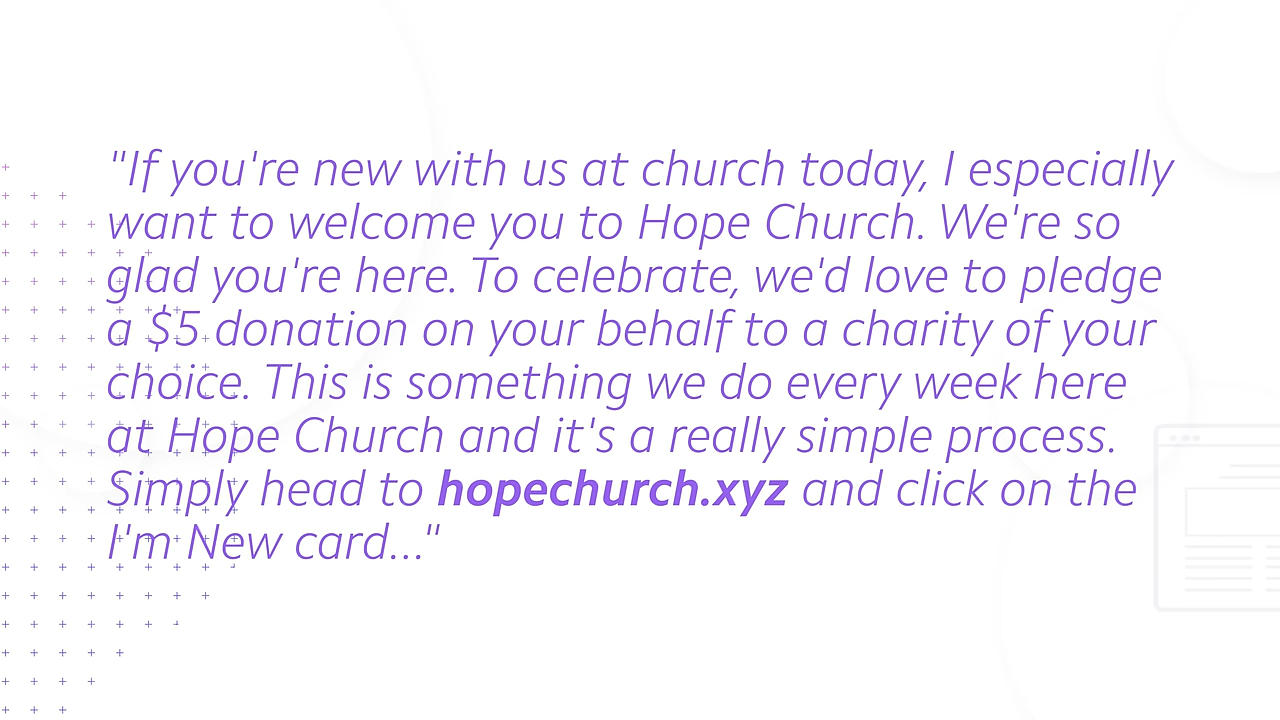 "If you're new with us at church today, I especially
want to welcome you to Hope Church. We're so
glad you're here. To celebrate, we'd love to pledge
a $5 donation on your behalf to a charity of your
choice. This is something we do every week here
at Hope Church and it's a really simple process.
Simply head to hopechurch.xyz and click on the
I'm New card..."